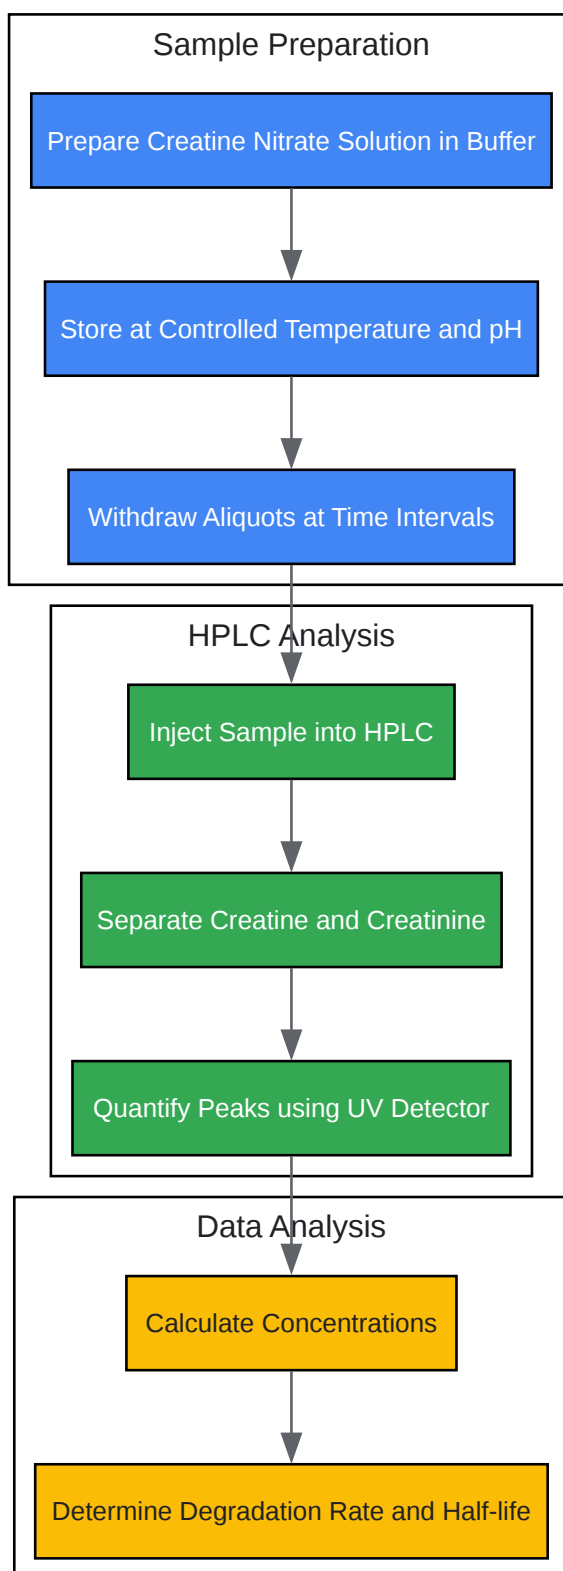 Sample Preparation
Prepare Creatine Nitrate Solution in Buffer
Store at Controlled Temperature and pH
Withdraw Aliquots at Time Intervals
HPLC Analysis
Inject Sample into HPLC
Separate Creatine and Creatinine
Quantify Peaks using UV Detector
Data Analysis
Calculate Concentrations
Determine Degradation Rate and Half-life